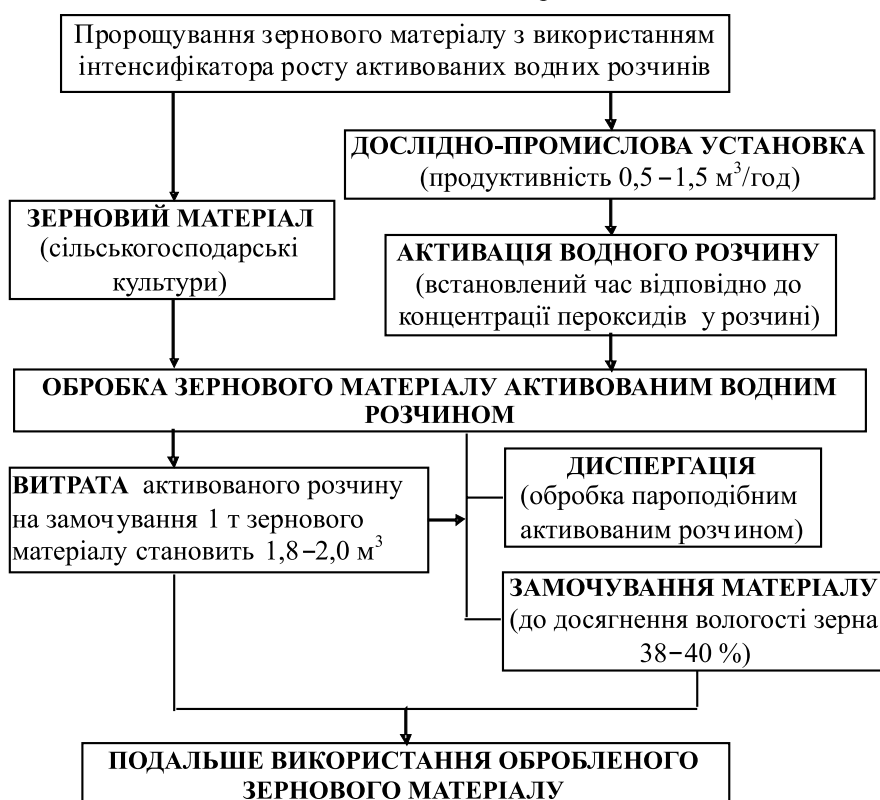 Пророщування зернового матеріалу з використанням
інтенсифікатора росту активованих водних розчинів
ДОСЛІДНО-ПРОМИСЛОВА УСТАНОВКА
(продуктивність 0,5–1,5 м³/год)
ЗЕРНОВИЙ МАТЕРІАЛ
(сільськогосподарські
культури)
АКТИВАЦІЯ ВОДНОГО РОЗЧИНУ
(встановлений час відповідно до
концентрації пероксидів у розчині)
ОБРОБКА ЗЕРНОВОГО МАТЕРІАЛУ АКТИВОВАНИМ ВОДНИМ
РОЗЧИНОМ
ВИТРАТА активованого розчину
на замочування 1 т зернового
матеріалу становить 1,8–2,0 м³
ДИСПЕРГАЦІЯ
(обробка пароподібним
активованим розчином)
ЗАМОЧУВАННЯ МАТЕРІАЛУ
(до досягнення вологості зерна
38–40 %)
ПОДАЛЬШЕ ВИКОРИСТАННЯ ОБРОБЛЕНОГО
ЗЕРНОВОГО МАТЕРІАЛУ